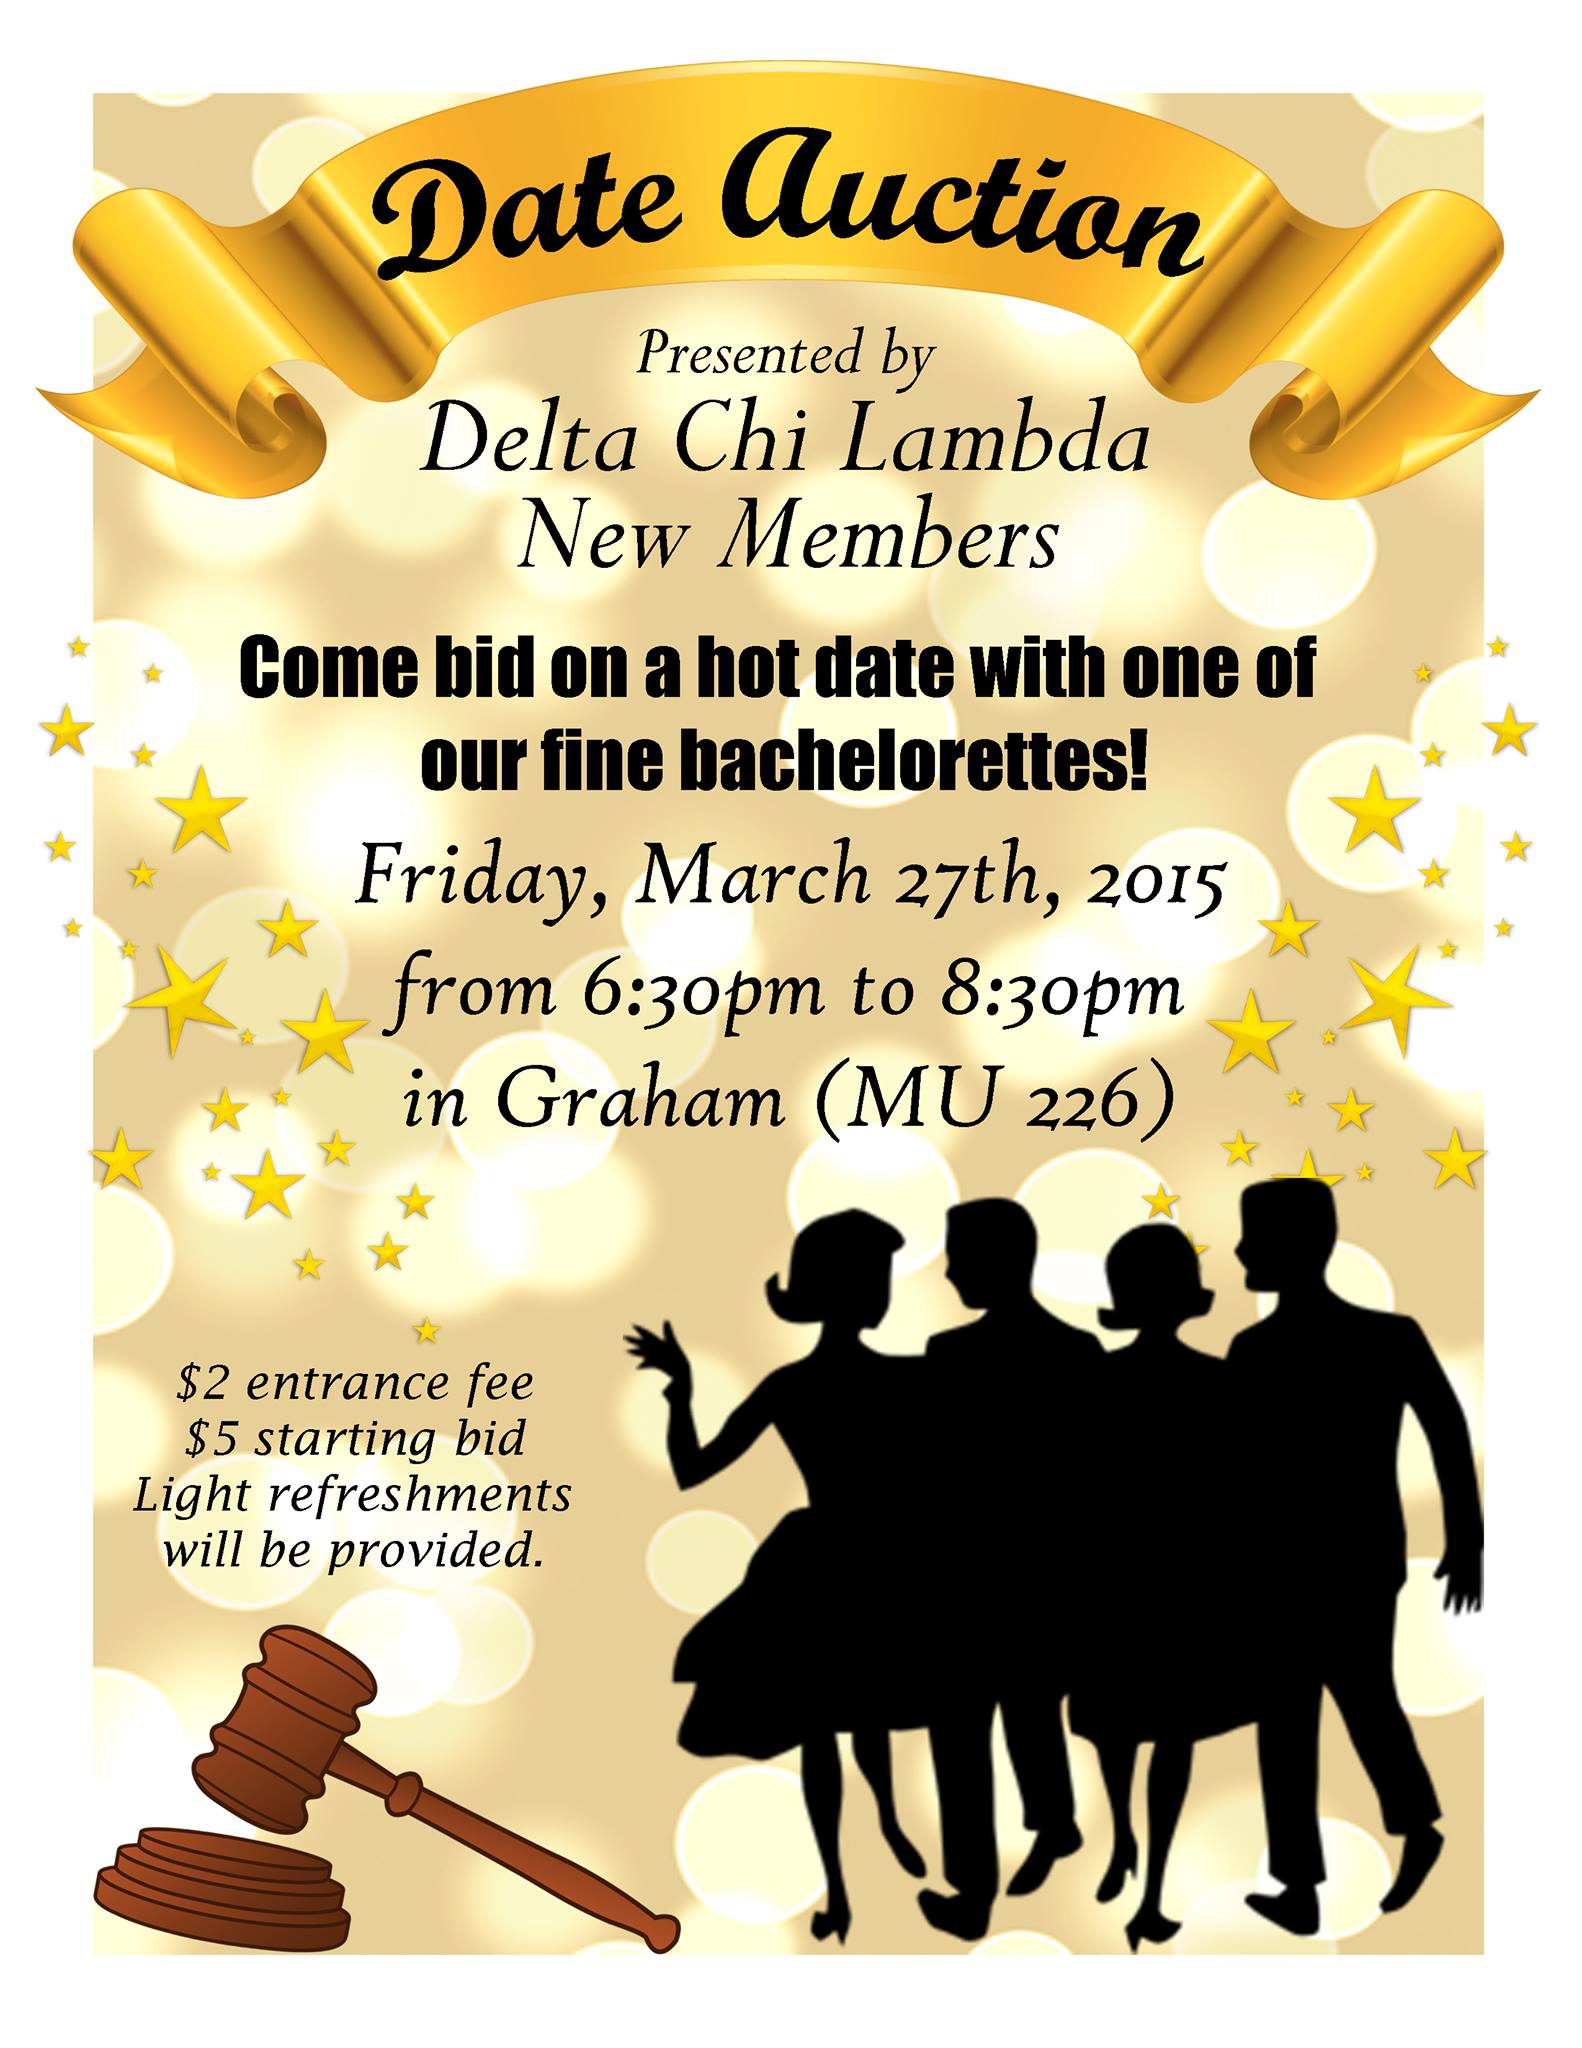 Date Auction
Presented by
Delta Chi Lambda
New Members
Come bid on a hot date with one of
our fine bachelorettes!
Friday, March 27th, 2015
from 6:30pm to 8:30pm
in Graham (MU 226)
$2 entrance fee
$5 starting bid
Light refreshments
will be provided.